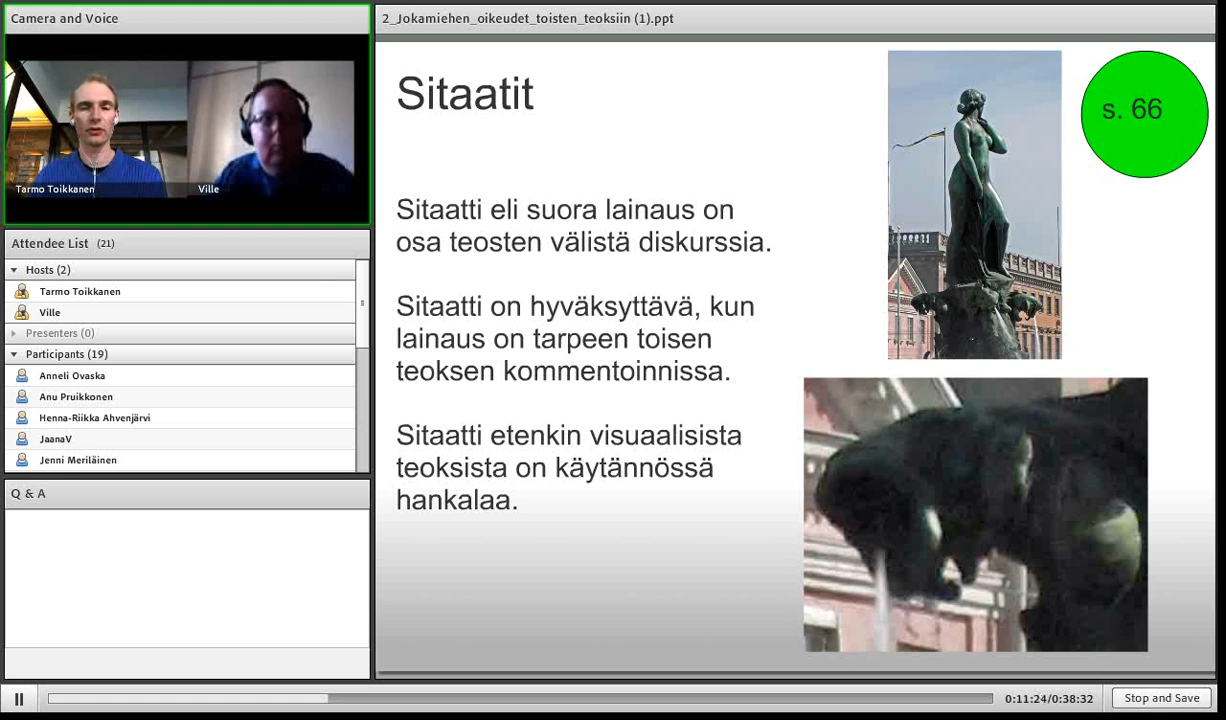 Camera and Voice
Tarmo Toikkanen
Ville
Attendee List (21)
Hosts (2)
Tarmo Toikkanen
Ville
Presenters (0)
Participants (19)
Anneli Ovaska
Anu Pruikkonen
Henna-Riikka Ahvenjärvi
JaanaV
Jenni Meriläinen
Q & A
2_Jokamiehen_oikeudet_toisten_teoksiin (1).ppt
Sitaatit
s. 66
Sitaatti eli suora lainaus on
osa teosten välistä diskurssia.
Sitaatti on hyväksyttävä, kun
lainaus on tarpeen toisen
teoksen kommentoinnissa.
Sitaatti etenkin visuaalisista
teoksista on käytännössä
hankalaa.
0:11:24/0:38:32
Stop and Save